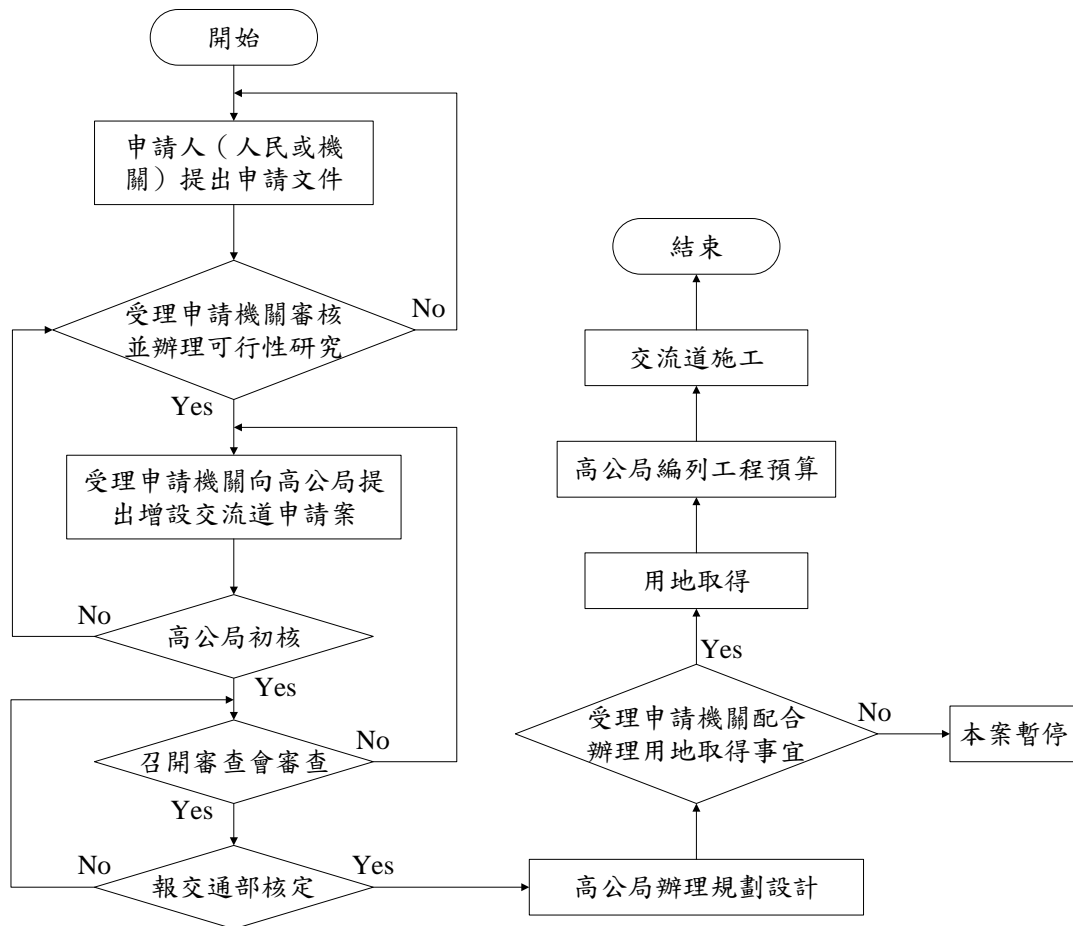 開始
申請人（人民或機
關）提出申請文件
受理申請機關審核
並辦理可行性研究
No
Yes
受理申請機關向高公局提
出增設交流道申請案
No
高公局初核
Yes
召開審查會審查
No
Yes
No
報交通部核定
Yes
高公局辦理規劃設計
受理申請機關配合
辦理用地取得事宜
No
本案暫停
Yes
用地取得
高公局編列工程預算
交流道施工
結束